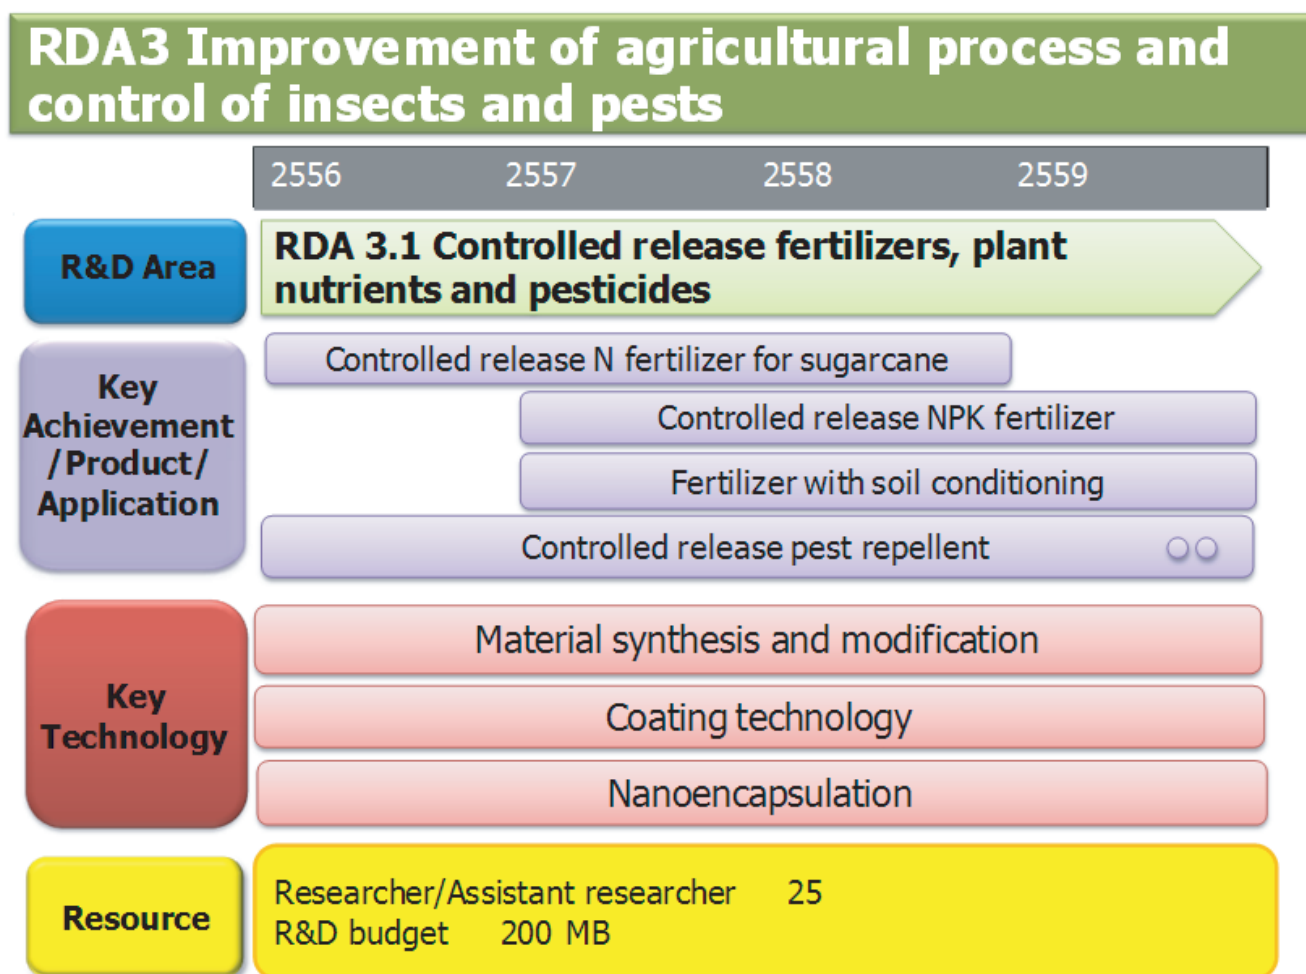 RDA3 Improvement of agricultural process and
control of insects and pests
2556 2557 2558 2559
R&D Area
RDA 3.1 Controlled release fertilizers, plant
nutrients and pesticides
Key
Achievement
/Product/
Application
Controlled release N fertilizer for sugarcane
Controlled release NPK fertilizer
Fertilizer with soil conditioning
Controlled release pest repellent
Key
Technology
Material synthesis and modification
Coating technology
Nanoencapsulation
Resource
Researcher/Assistant researcher 25
R&D budget 200 MB